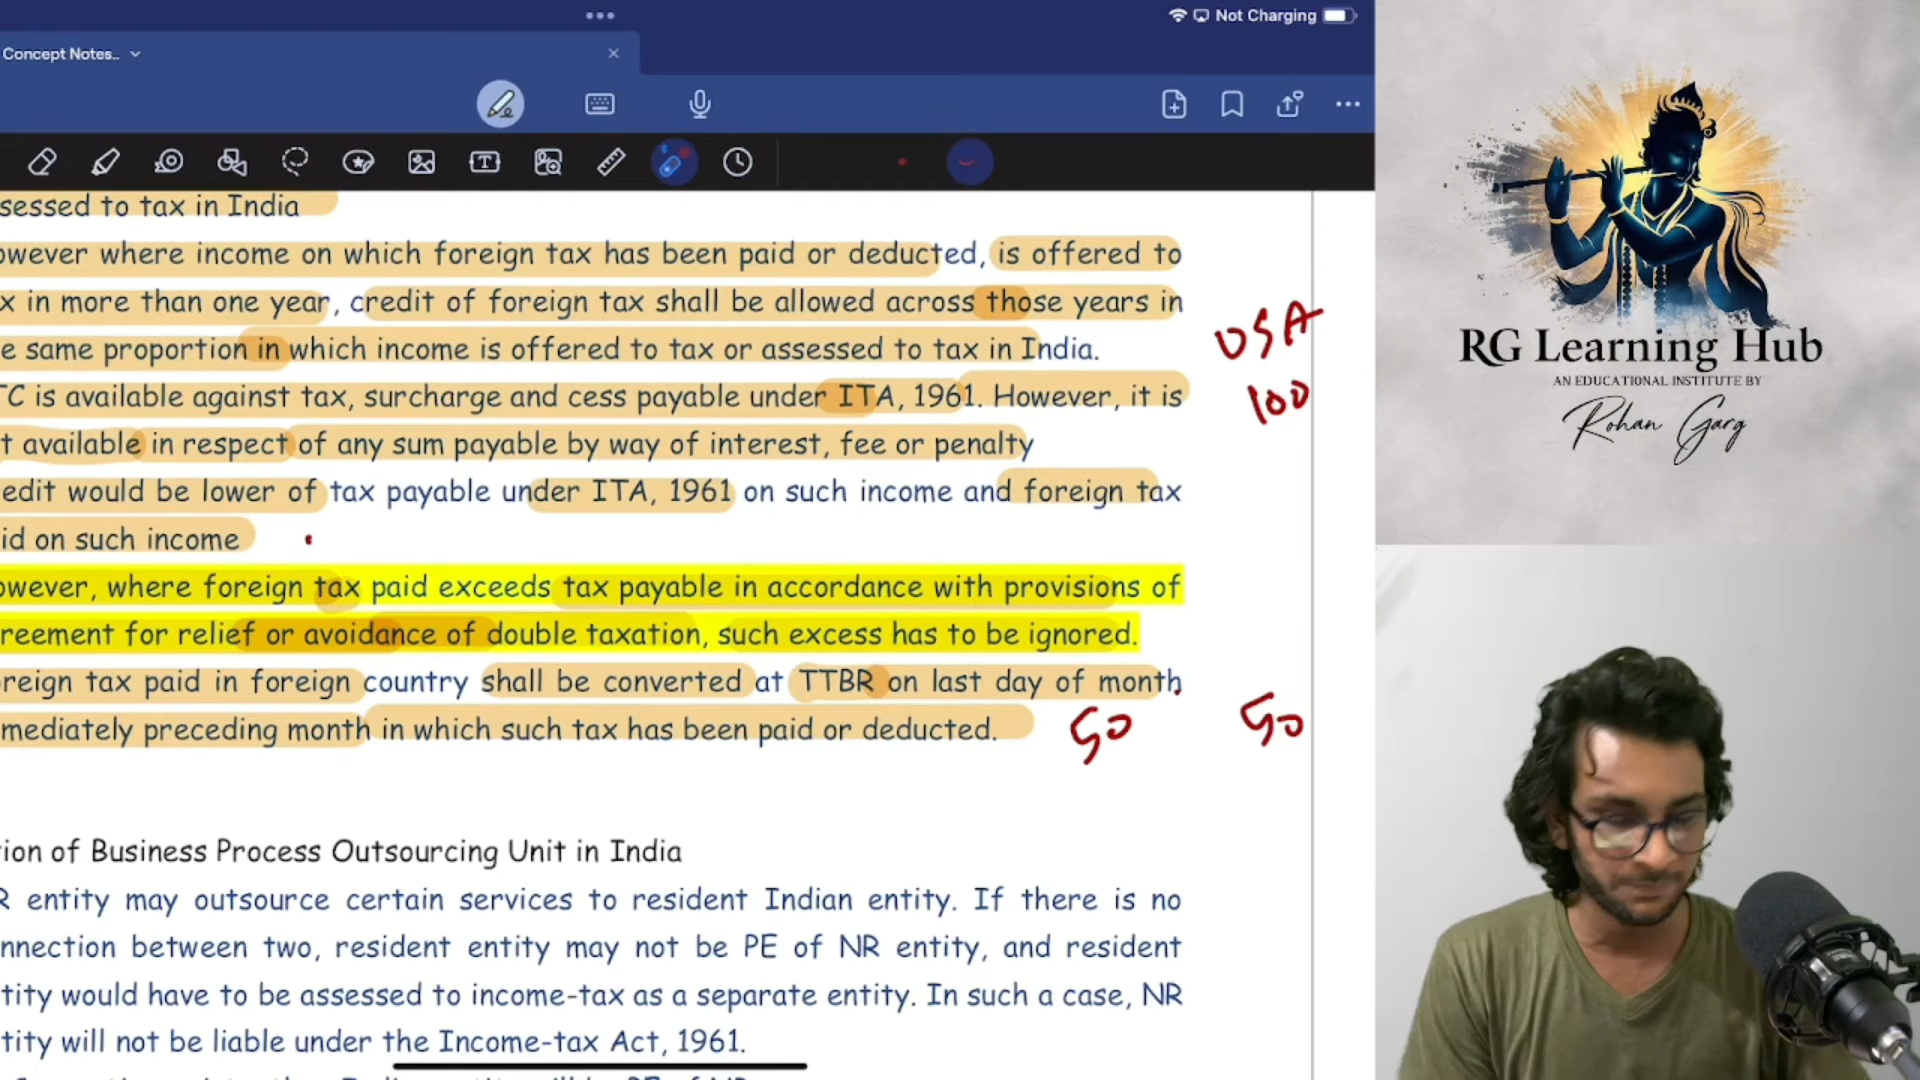 Not Charging
Concept Notes..
sessed to tax in India
owever where income on which foreign tax has been paid or deducted, is offered to
x in more than one year, credit of foreign tax shall be allowed across those years in
e same proportion in which income is offered to tax or assessed to tax in India.
TC is available against tax, surcharge and cess payable under ITA, 1961. However, it is
t available in respect of any sum payable by way of interest, fee or penalty
edit would be lower of tax payable under ITA, 1961 on such income and foreign tax
id on such income
owever, where foreign tax paid exceeds tax payable in accordance with provisions of
reement for relief or avoidance of double taxation, such excess has to be ignored.
reign tax paid in foreign country shall be converted at TTBR on last day of month
mediately preceding month in which such tax has been paid or deducted.
USA
100
50 50
ion of Business Process Outsourcing Unit in India
R entity may outsource certain services to resident Indian entity. If there is no
nnection between two, resident entity may not be PE of NR entity, and resident
tity would have to be assessed to income-tax as a separate entity. In such a case, NR
tity will not be liable under the Income-tax Act, 1961.
RG Learning Hub
AN EDUCATIONAL INSTITUTE BY
Rohan Garg